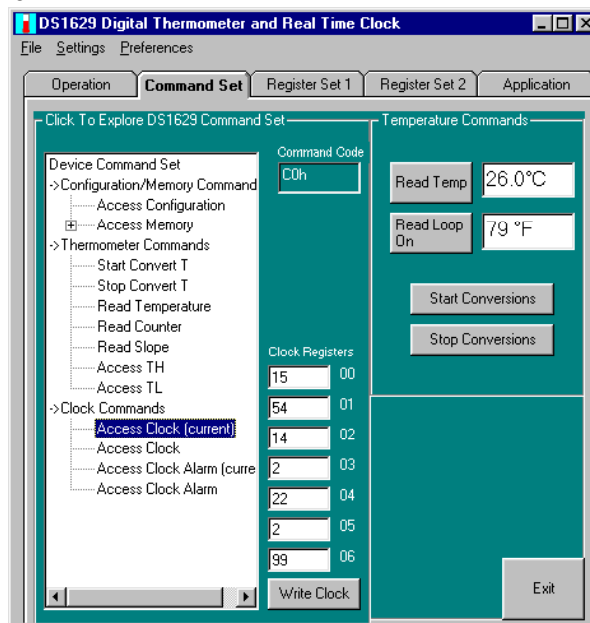 DS1629 Digital Thermometer and Real Time Clock
File Settings Preferences
Operation Command Set Register Set 1 Register Set 2 Application
Click To Explore DS1629 Command Set
Device Command Set
->Configuration/Memory Command
Access Configuration
Access Memory
->Thermometer Commands
Start Convert T
Stop Convert T
Read Temperature
Read Counter
Read Slope
Access TH
Access TL
->Clock Commands
Access Clock (current)
Access Clock
Access Clock Alarm (curre
Access Clock Alarm
Command Code
C0h
Clock Registers
15 00
54 01
14 02
2 03
22 04
2 05
99 06
Write Clock
Temperature Commands
Read Temp 26.0°C
Read Loop On 79 °F
Start Conversions
Stop Conversions
Exit